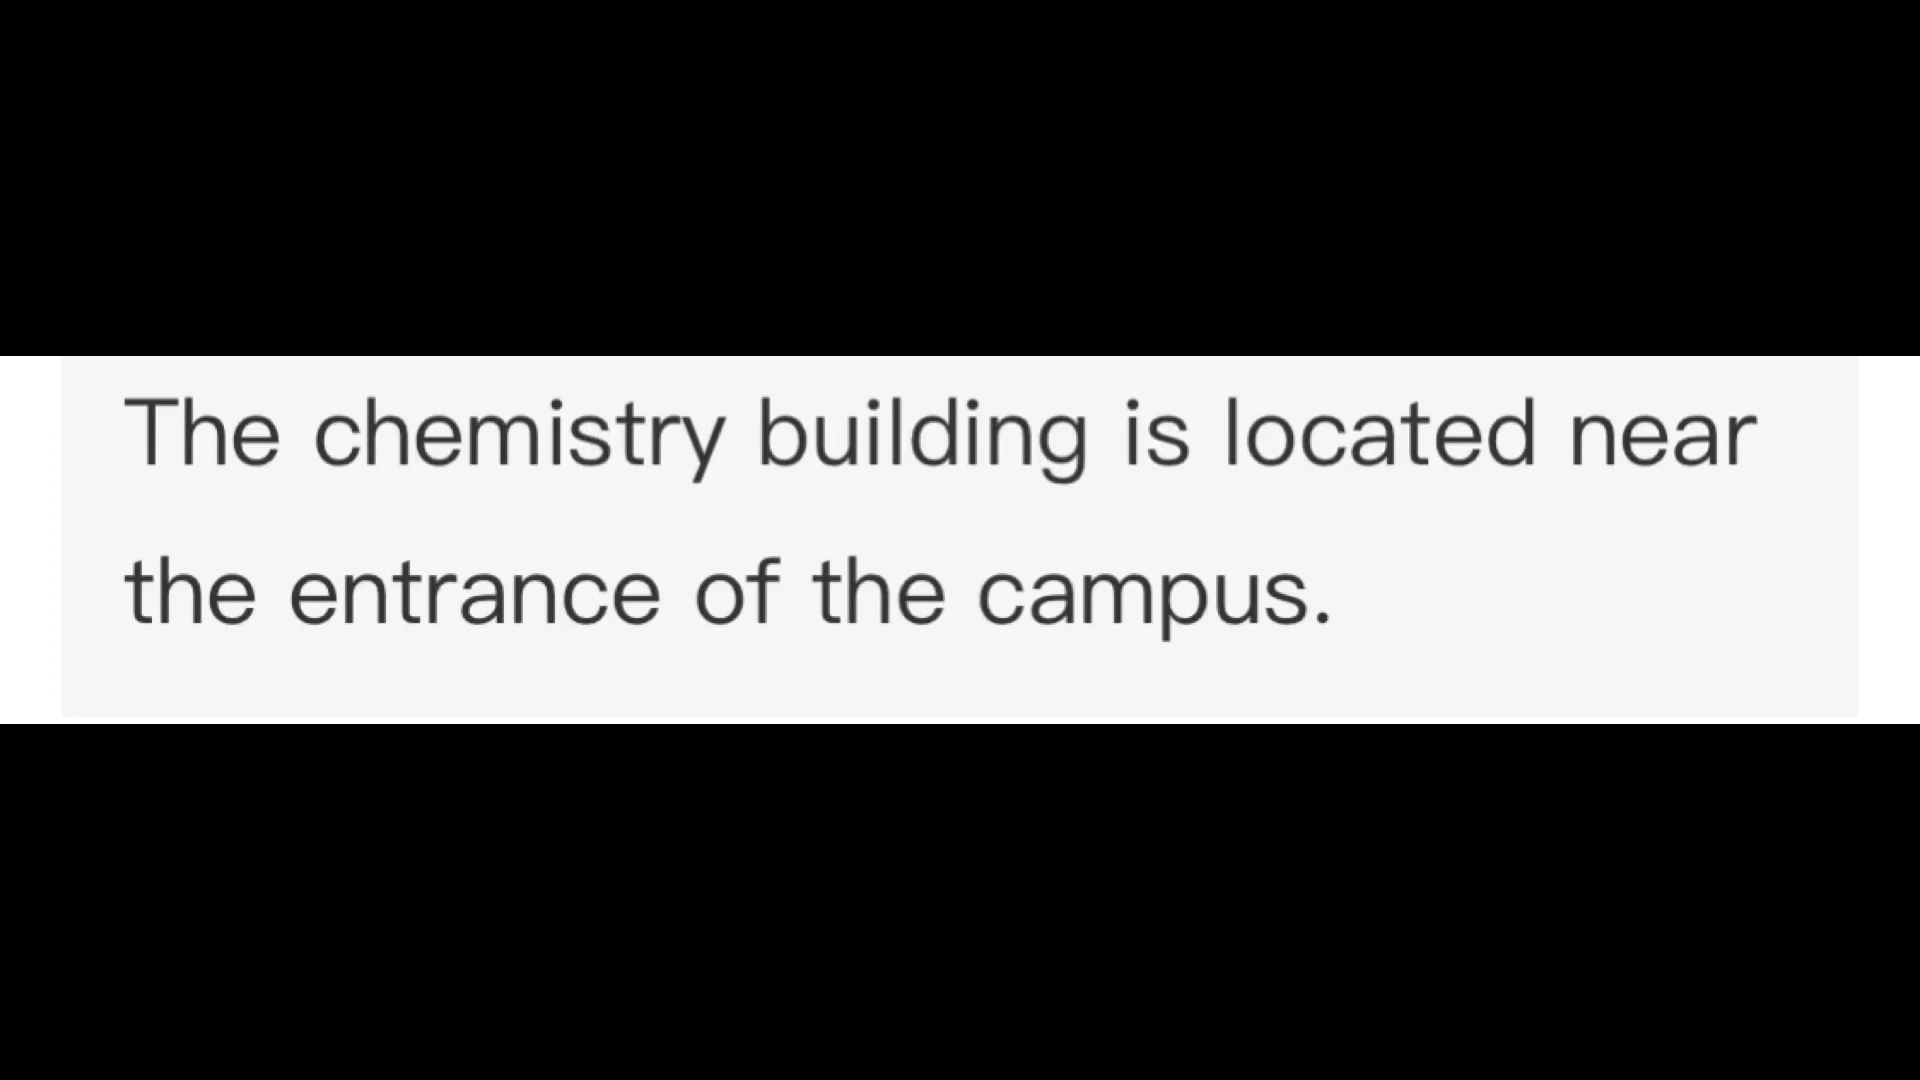 The chemistry building is located near
the entrance of the campus.